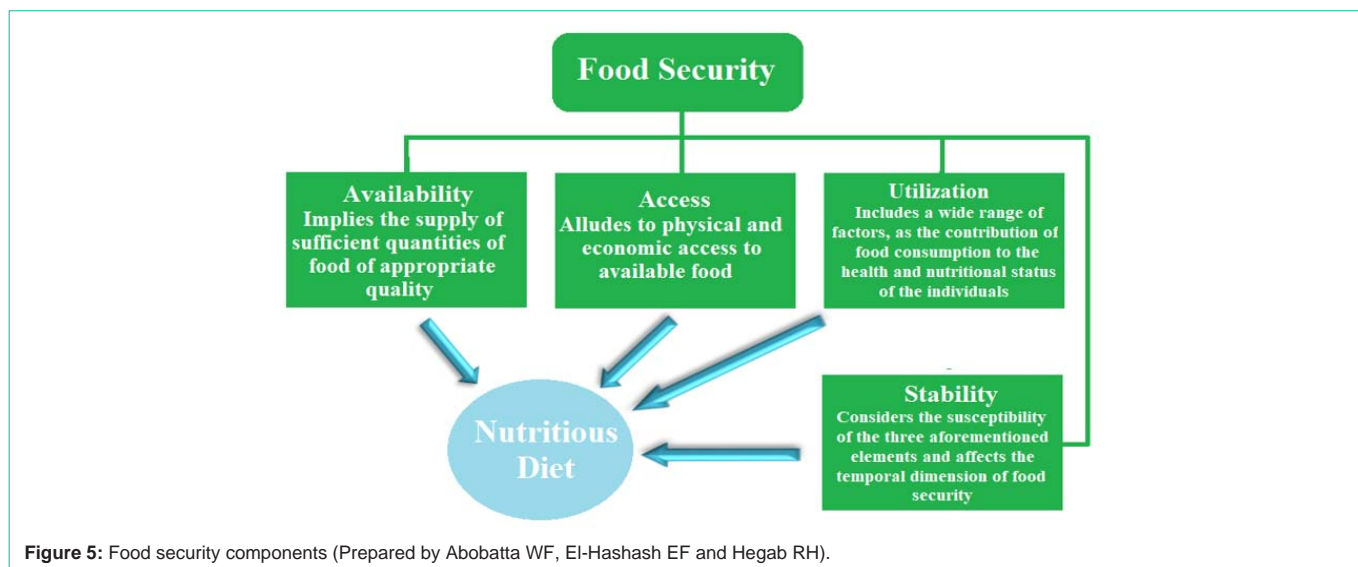 Food Security
Availability
Implies the supply of
sufficient quantities of
food of appropriate
quality
Access
Alludes to physical and
economic access to
available food
Utilization
Includes a wide range of
factors, as the contribution of
food consumption to the
health and nutritional status
of the individuals
Nutritious
Diet
Stability
Considers the susceptibility
of the three aforementioned
elements and affects the
temporal dimension of food
security
Figure 5: Food security components (Prepared by Abobatta WF, El-Hashash EF and Hegab RH).